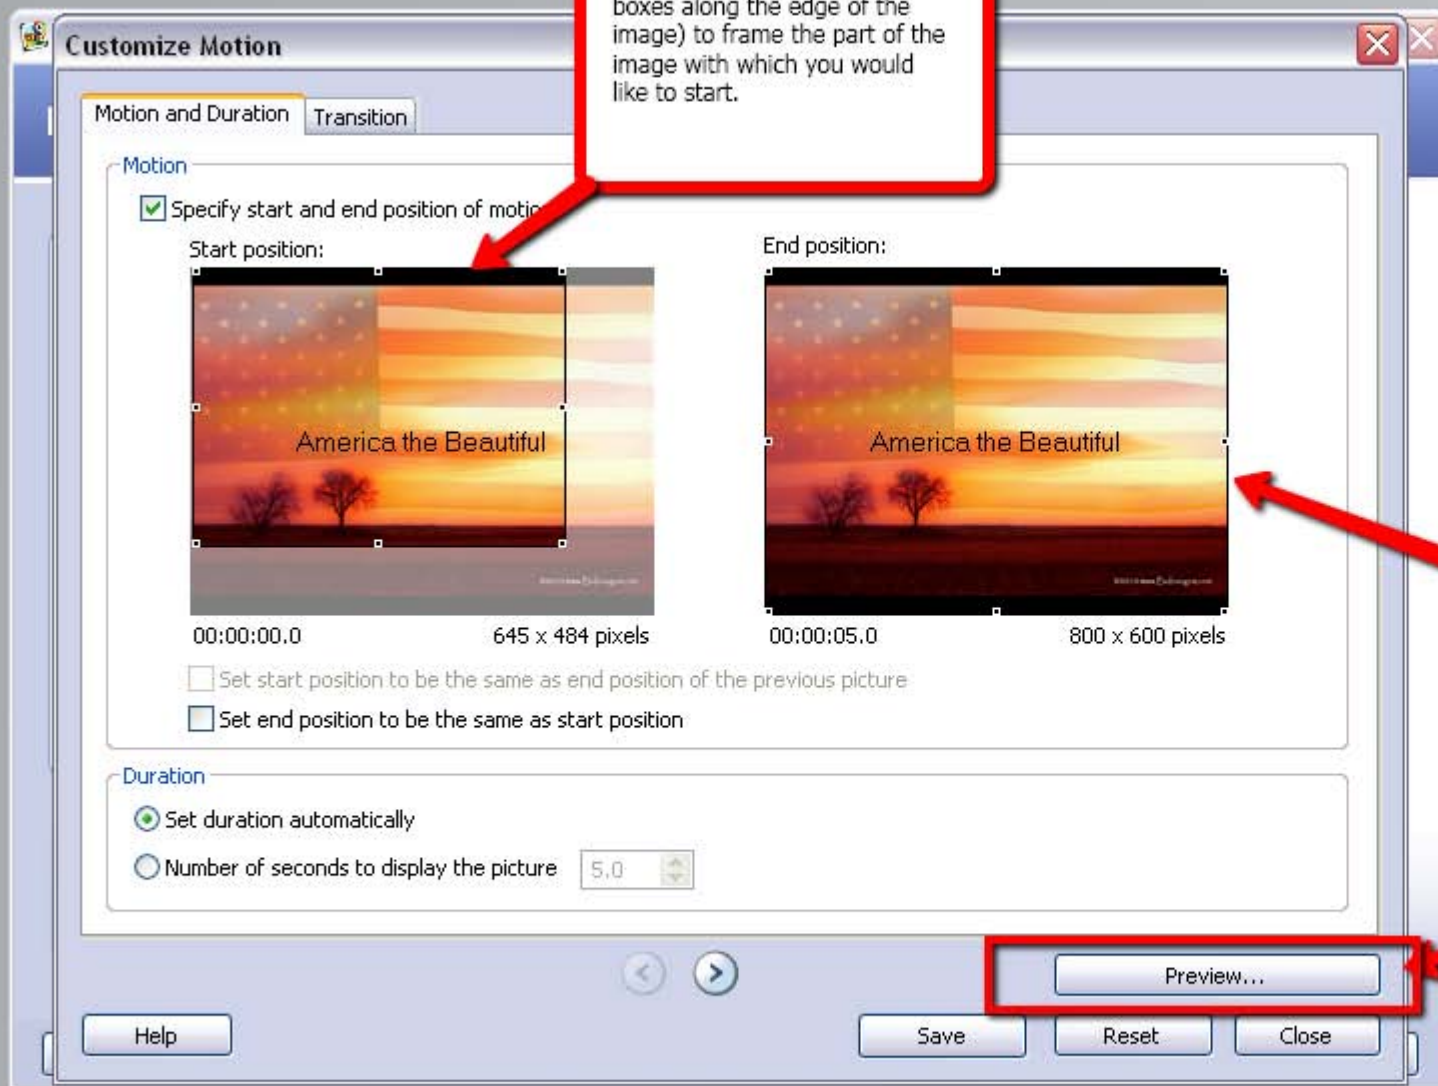 boxes along the edge of the
image) to frame the part of the
image with which you would
like to start.
Customize Motion
Motion and Duration
Transition
Motion
Specify start and end position of motio
Start position:
End position:
America the Beautiful
America the Beautiful
00:00:00.0
645 x 484 pixels
00:00:05.0
800 x 600 pixels
Set start position to be the same as end position of the previous picture
Set end position to be the same as start position
Duration
Set duration automatically
Number of seconds to display the picture
5.0
Preview...
Help
Save
Reset
Close